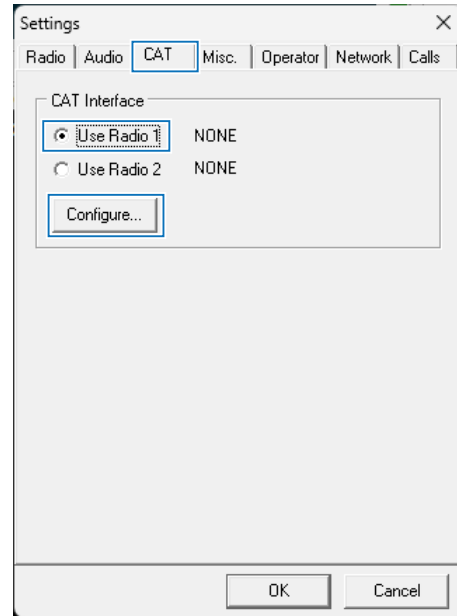 Settings
Radio Audio CAT Misc. Operator Network Calls
CAT Interface
Use Radio 1 NONE
Use Radio 2 NONE
Configure...
OK Cancel